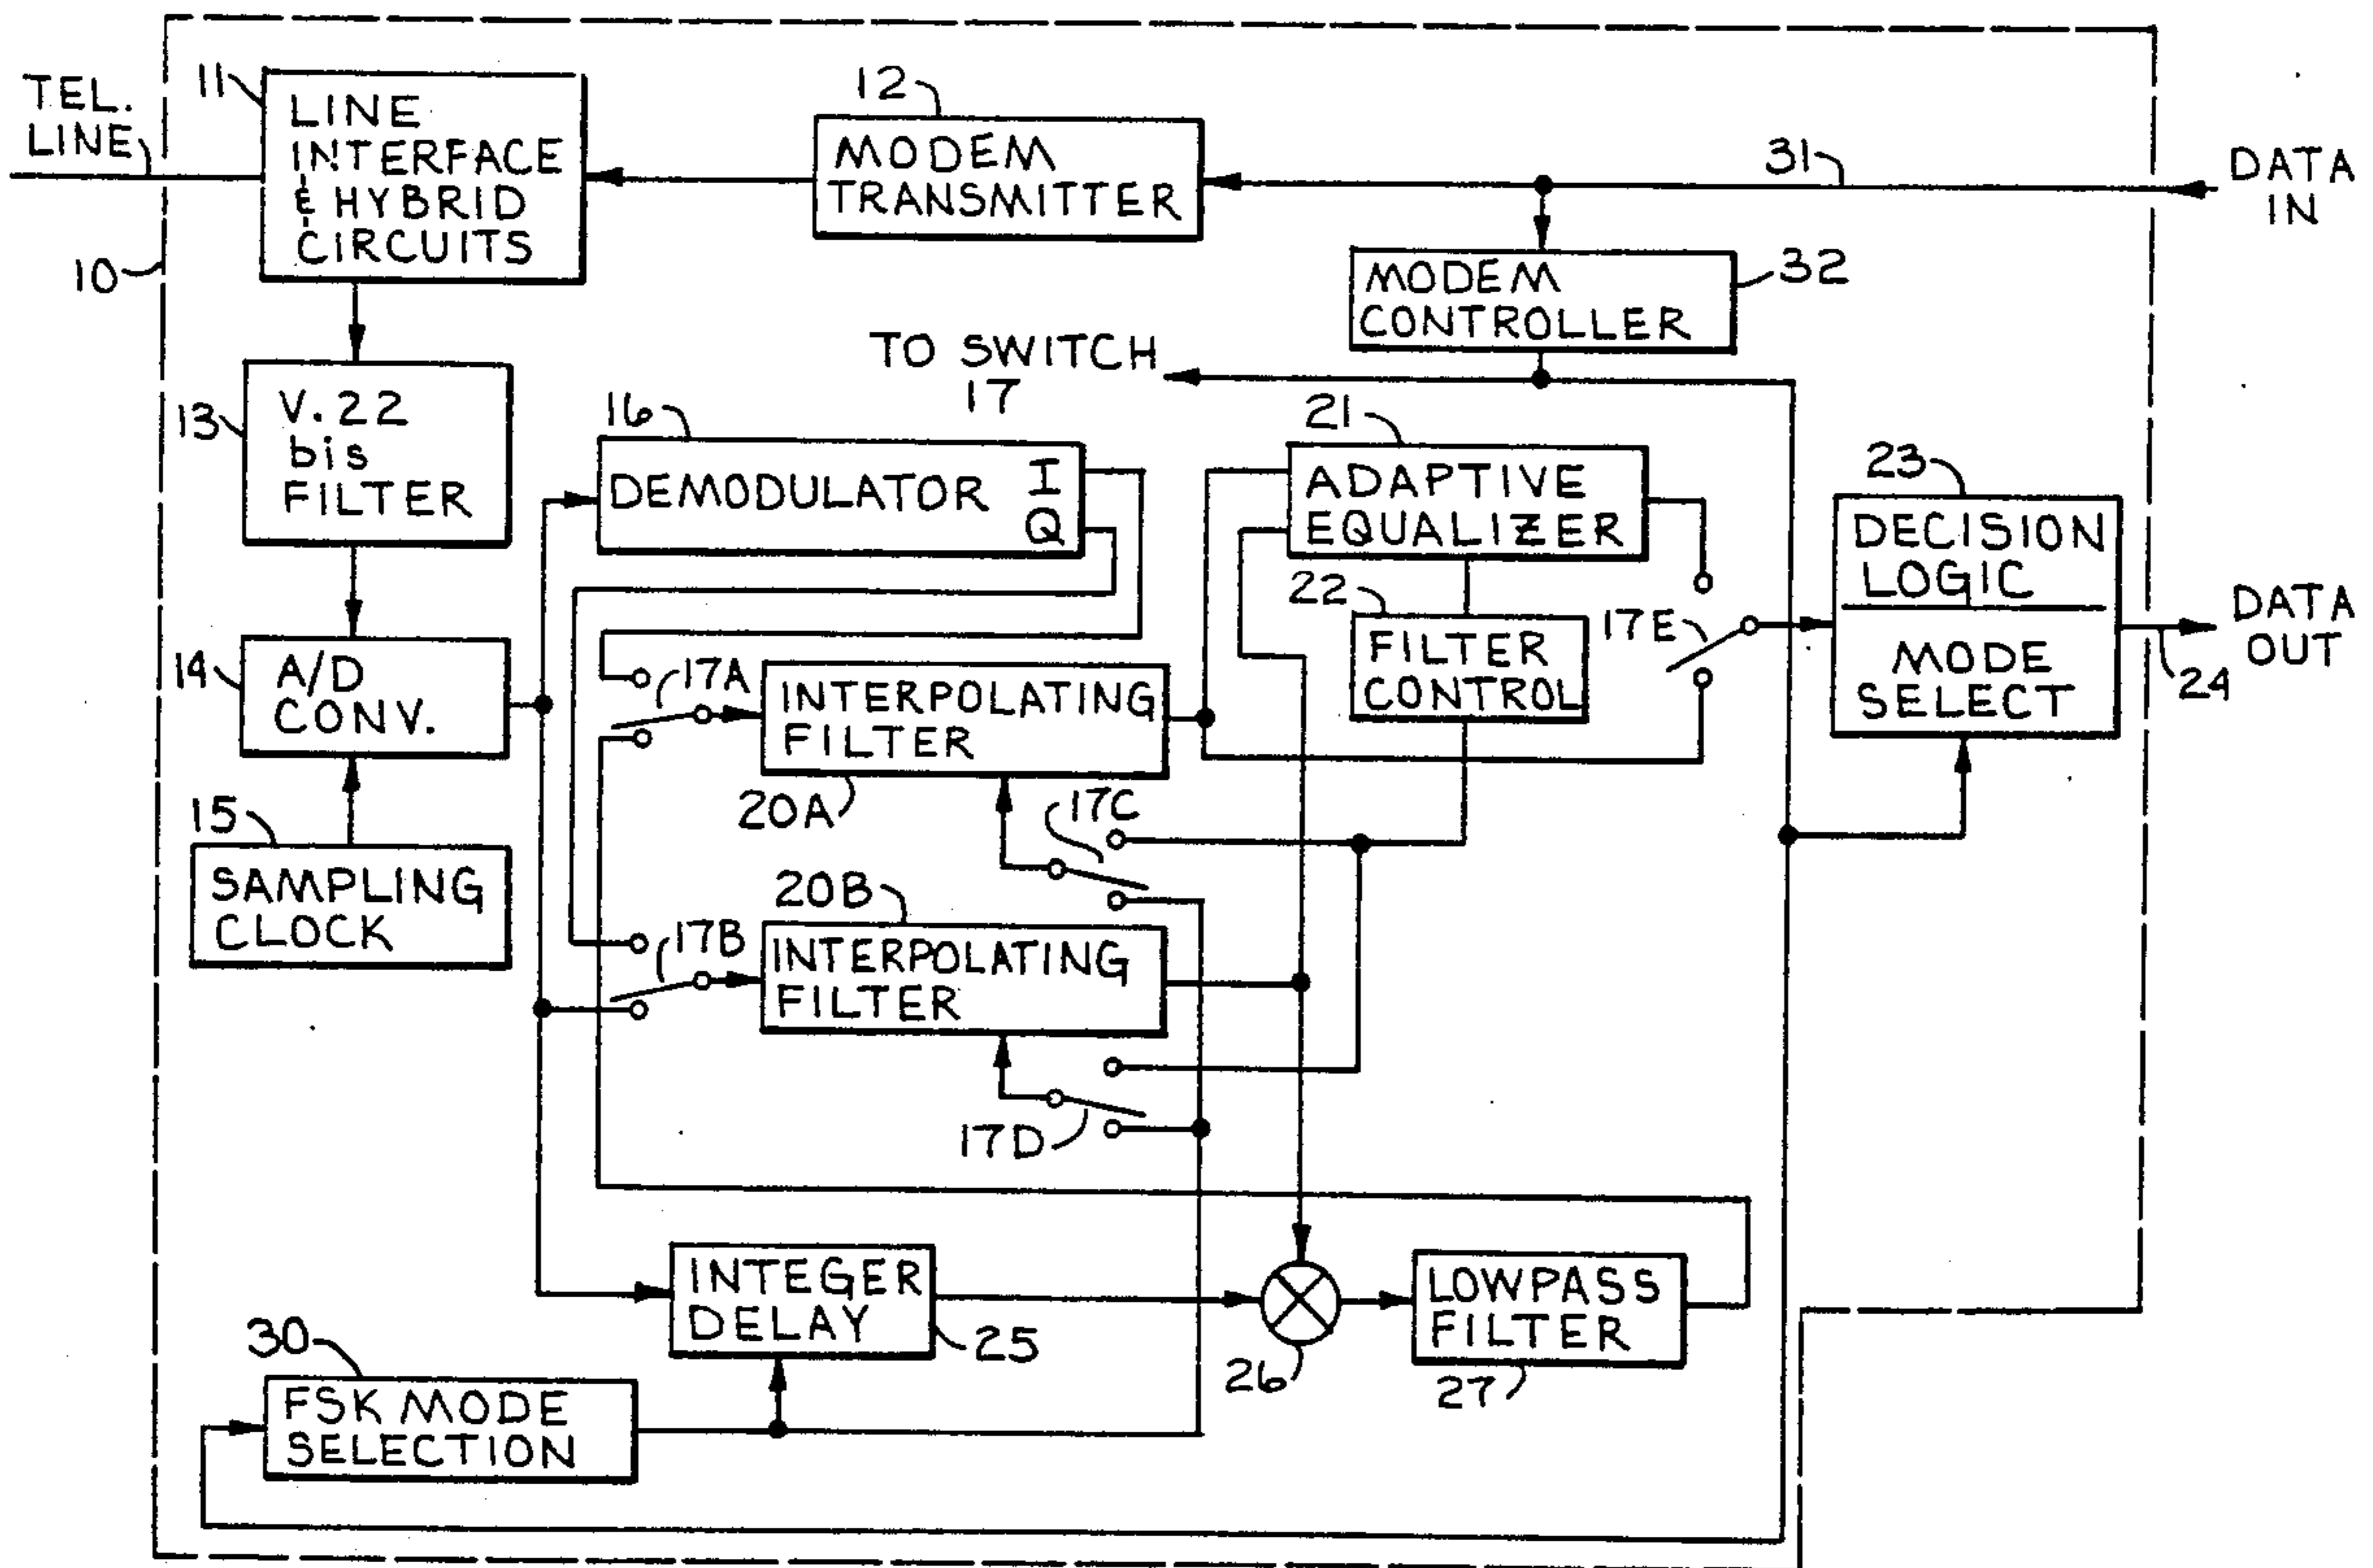 TEL.
LINE
11
LINE
INTERFACE
& HYBRID
CIRCUITS
12
MODEM
TRANSMITTER
31
DATA
IN
10
MODEM
CONTROLLER
32
TO SWITCH
17
13
V.22
bis
FILTER
16
DEMODULATOR
I
Q
21
ADAPTIVE
EQUALIZER
23
DECISION
LOGIC
MODE
SELECT
22
FILTER
CONTROL
17E
DATA
OUT
24
14
A/D
CONV.
17A
INTERPOLATING
FILTER
20A
17C
15
SAMPLING
CLOCK
20B
17B
INTERPOLATING
FILTER
17D
INTEGER
DELAY
25
26
LOWPASS
FILTER
27
30
FSK MODE
SELECTION